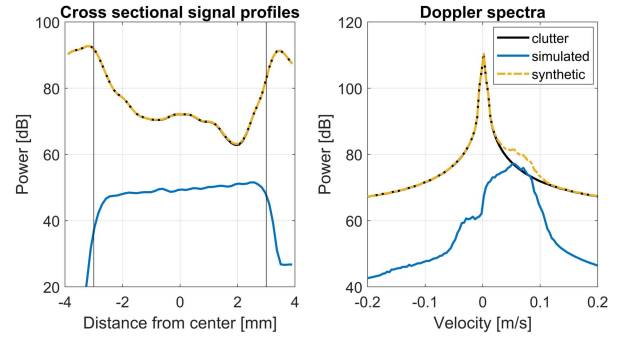 Cross sectional signal profiles
100
80
60
40
20
Power [dB]
-4
-2
0
2
4
Distance from center [mm]
Doppler spectra
120
100
80
60
40
Power [dB]
clutter
simulated
synthetic
-0.2
-0.1
0
0.1
0.2
Velocity [m/s]